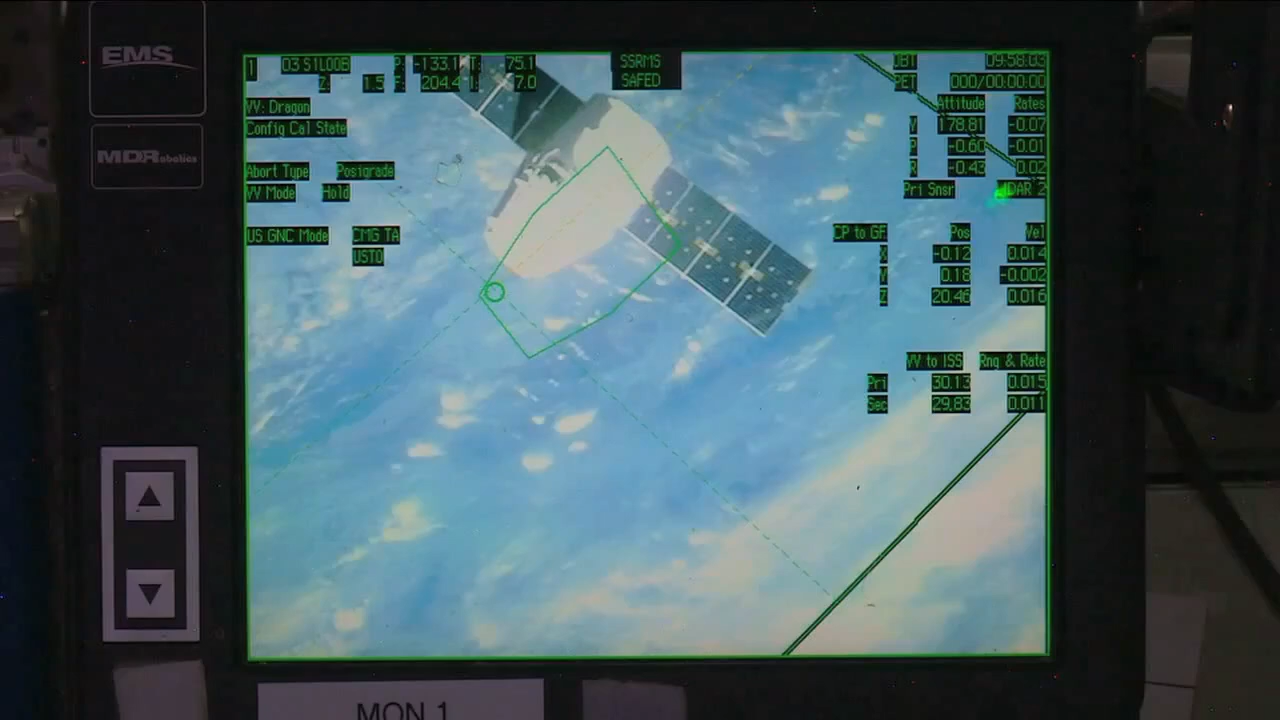 EMS
MDRobotics
1 03 S1LOOB P: -133.1 T: 75.1
Z: 1.5 F: 204.4 7.0
SSRMS
SAFED
09:58:03
PET 000/00:00:00
VV: Dragon
Config Cal State
Abort Type Postgrade
VV Mode Hold
US GNC Mode CMG TA
USTO
Attitude Rates
Y 178.81 -0.07
P -0.60 -0.01
R -0.43 0.02
Pri Snsr LIDAR 2
CP to GF Pos Vel
X -0.12 0.014
Y 0.18 -0.002
Z 20.46 0.016
VV to ISS Rng & Rate
Pri 30.13 0.015
Sec 29.83 0.011
MON 1